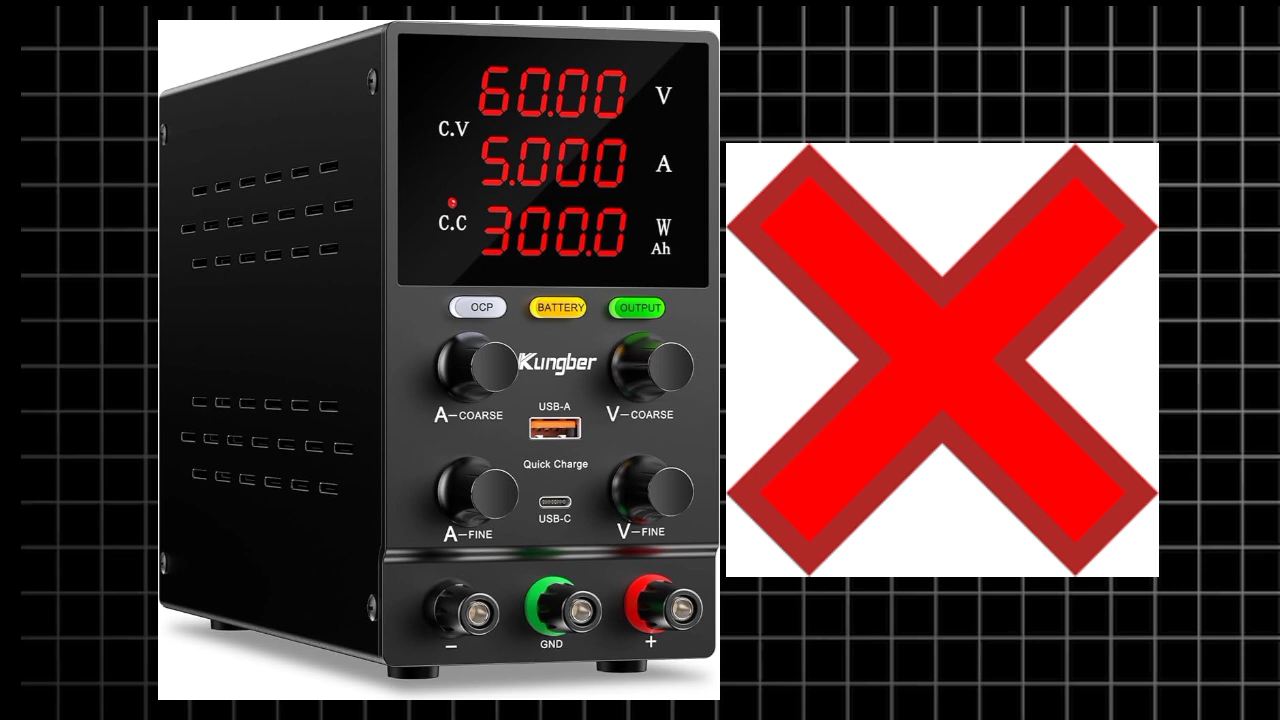 60.00 V
C.V
5.000 A
C.C
300.0 W
Ah
OCP BATTERY OUTPUT
Kungber
A-COARSE USB-A V-COARSE
Quick Charge
USB-C
A-FINE V-FINE
- GND +